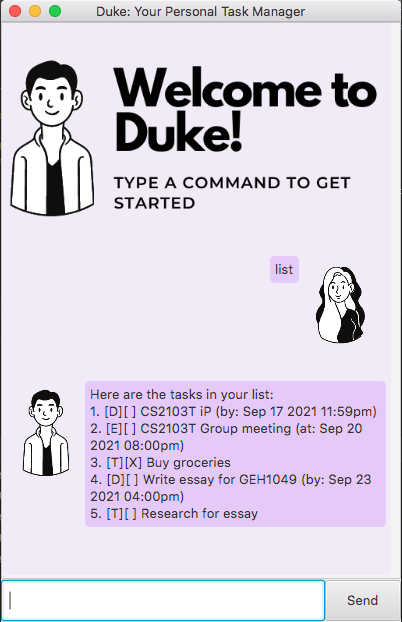 Duke: Your Personal Task Manager
Welcome to
Duke!
TYPE A COMMAND TO GET
STARTED
list
Here are the tasks in your list:
1. [D][ ] CS2103T iP (by: Sep 17 2021 11:59pm)
2. [E][ ] CS2103T Group meeting (at: Sep 20
2021 08:00pm)
3. [T][X] Buy groceries
4. [D][ ] Write essay for GEH1049 (by: Sep 23
2021 04:00pm)
5. [T][ ] Research for essay
Send